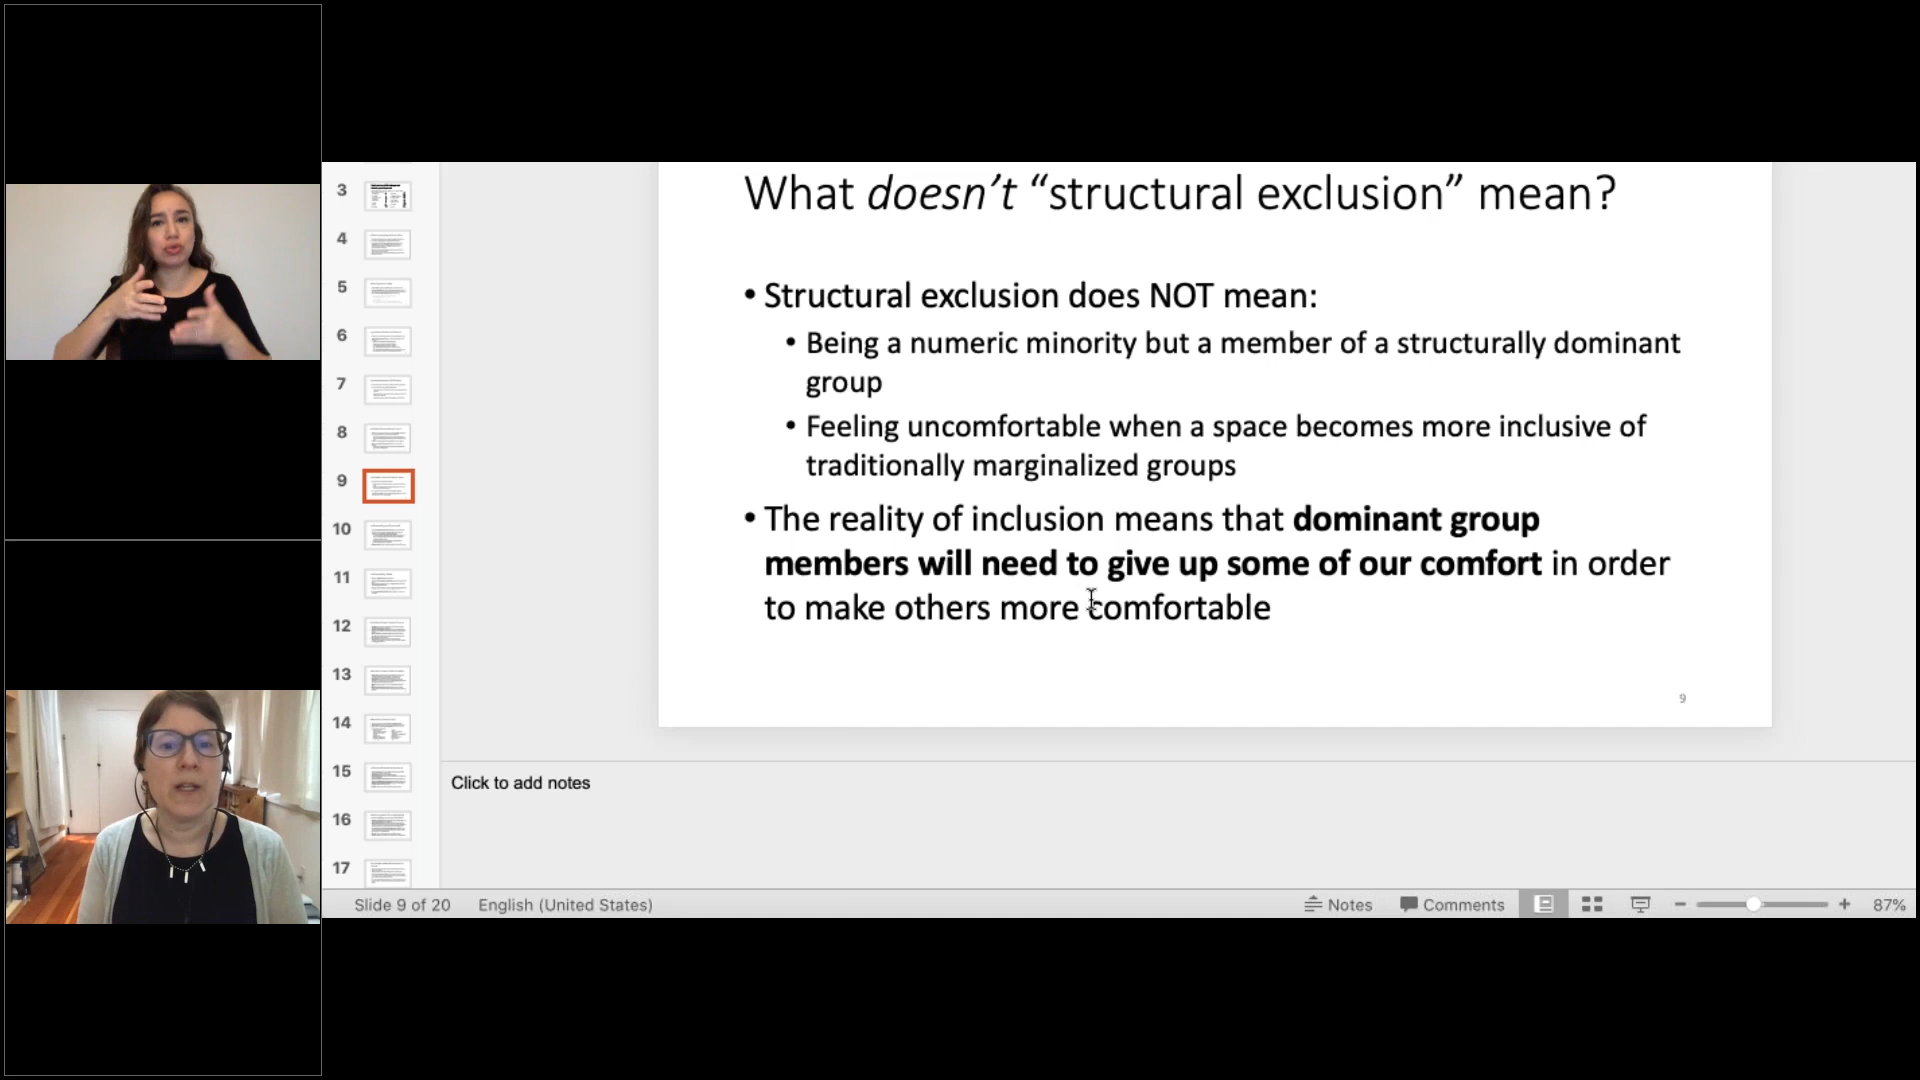 What doesn’t “structural exclusion” mean?
• Structural exclusion does NOT mean:
• Being a numeric minority but a member of a structurally dominant
group
• Feeling uncomfortable when a space becomes more inclusive of
traditionally marginalized groups
• The reality of inclusion means that dominant group
members will need to give up some of our comfort in order
to make others more comfortable
9
3
4
5
6
7
8
9
10
11
12
13
14
15
16
17
Click to add notes
Slide 9 of 20 English (United States) Notes Comments 87%